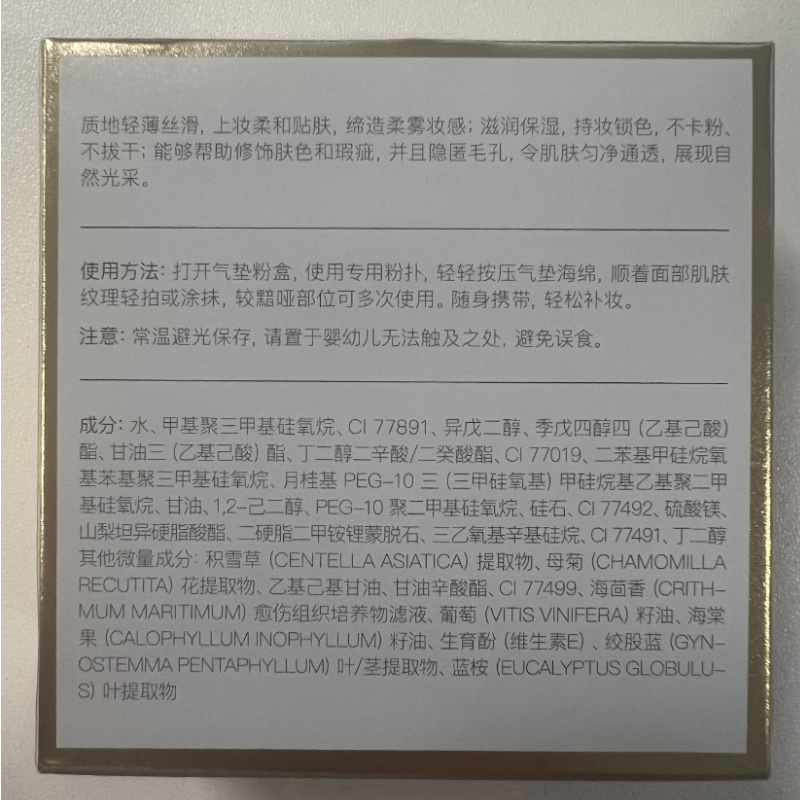 质地轻薄丝滑, 上妆柔和贴肤, 缔造柔雾妆感; 滋润保湿, 持妆锁色, 不卡粉、
不拔干; 能够帮助修饰肤色和瑕疵, 并且隐匿毛孔, 令肌肤匀净通透, 展现自
然光采。
使用方法: 打开气垫粉盒, 使用专用粉扑, 轻轻按压气垫海绵, 顺着面部肌肤
纹理轻拍或涂抹, 较黯哑部位可多次使用。随身携带, 轻松补妆。
注意: 常温避光保存, 请置于婴幼儿无法触及之处, 避免误食。
成分: 水、甲基聚三甲基硅氧烷、CI 77891、异戊二醇、季戊四醇四 (乙基己酸)
酯、甘油三 (乙基己酸) 酯、丁二醇二辛酸/二癸酸酯、CI 77019、二苯基甲硅烷氧
基苯基聚三甲基硅氧烷、月桂基 PEG-10 三 (三甲硅氧基) 甲硅烷基乙基聚二甲
基硅氧烷、甘油、1,2-己二醇、PEG-10 聚二甲基硅氧烷、硅石、CI 77492、硫酸镁、
山梨坦异硬脂酸酯、二硬脂二甲铵锂蒙脱石、三乙氧基辛基硅烷、CI 77491、丁二醇
其他微量成分: 积雪草 (CENTELLA ASIATICA) 提取物、母菊 (CHAMOMILLA
RECUTITA) 花提取物、乙基己基甘油、甘油辛酸酯、CI 77499、海茴香 (CRITH-
MUM MARITIMUM) 愈伤组织培养物滤液、葡萄 (VITIS VINIFERA) 籽油、海棠
果 (CALOPHYLLUM INOPHYLLUM) 籽油、生育酚 (维生素E) 、绞股蓝 (GYN-
OSTEMMA PENTAPHYLLUM) 叶/茎提取物、蓝桉 (EUCALYPTUS GLOBULU-
S) 叶提取物